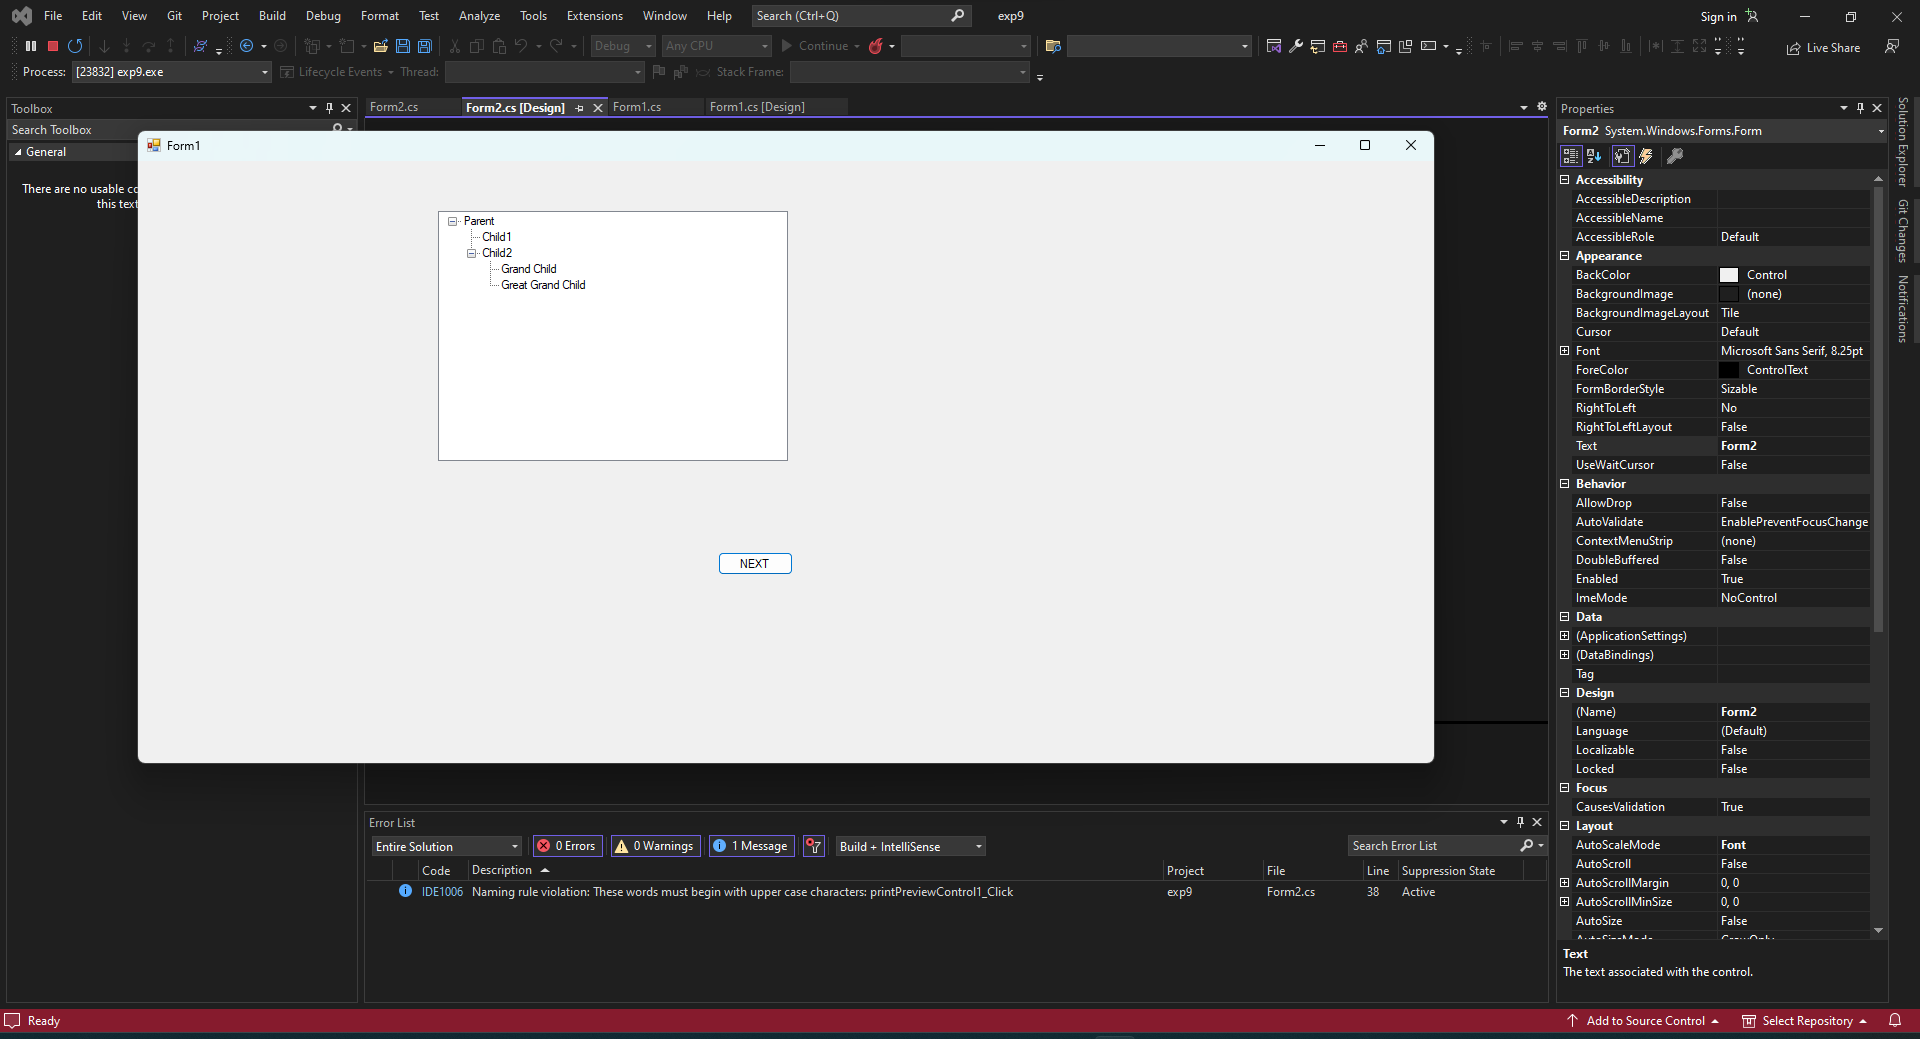 File Edit View Git Project Build Debug Format Test Analyze Tools Extensions Window Help Search (Ctrl+Q) exp9 Sign in
Debug Any CPU Continue Live Share
Process: [23832] exp9.exe Lifecycle Events Thread: Stack Frame:
Toolbox
Search Toolbox
General
There are no usable co
this text
Form2.cs Form2.cs [Design] Form1.cs Form1.cs [Design]
Form1
Parent
Child1
Child2
Grand Child
Great Grand Child
NEXT
Error List
Entire Solution 0 Errors 0 Warnings 1 Message Build + IntelliSense Search Error List
Code Description Project File Line Suppression State
IDE1006 Naming rule violation: These words must begin with upper case characters: printPreviewControl1_Click exp9 Form2.cs 38 Active
Properties
Form2 System.Windows.Forms.Form
Accessibility
AccessibleDescription
AccessibleName
AccessibleRole Default
Appearance
BackColor Control
BackgroundImage (none)
BackgroundImageLayout Tile
Cursor Default
Font Microsoft Sans Serif, 8.25pt
ForeColor ControlText
FormBorderStyle Sizable
RightToLeft No
RightToLeftLayout False
Text Form2
UseWaitCursor False
Behavior
AllowDrop False
AutoValidate EnablePreventFocusChange
ContextMenuStrip (none)
DoubleBuffered False
Enabled True
ImeMode NoControl
Data
(ApplicationSettings)
(DataBindings)
Tag
Design
(Name) Form2
Language (Default)
Localizable False
Locked False
Focus
CausesValidation True
Layout
AutoScaleMode Font
AutoScroll False
AutoScrollMargin 0, 0
AutoScrollMinSize 0, 0
AutoSize False
AutoSizeMode GrowOnly
Text
The text associated with the control.
Solution Explorer
Git Changes
Notifications
Ready Add to Source Control Select Repository